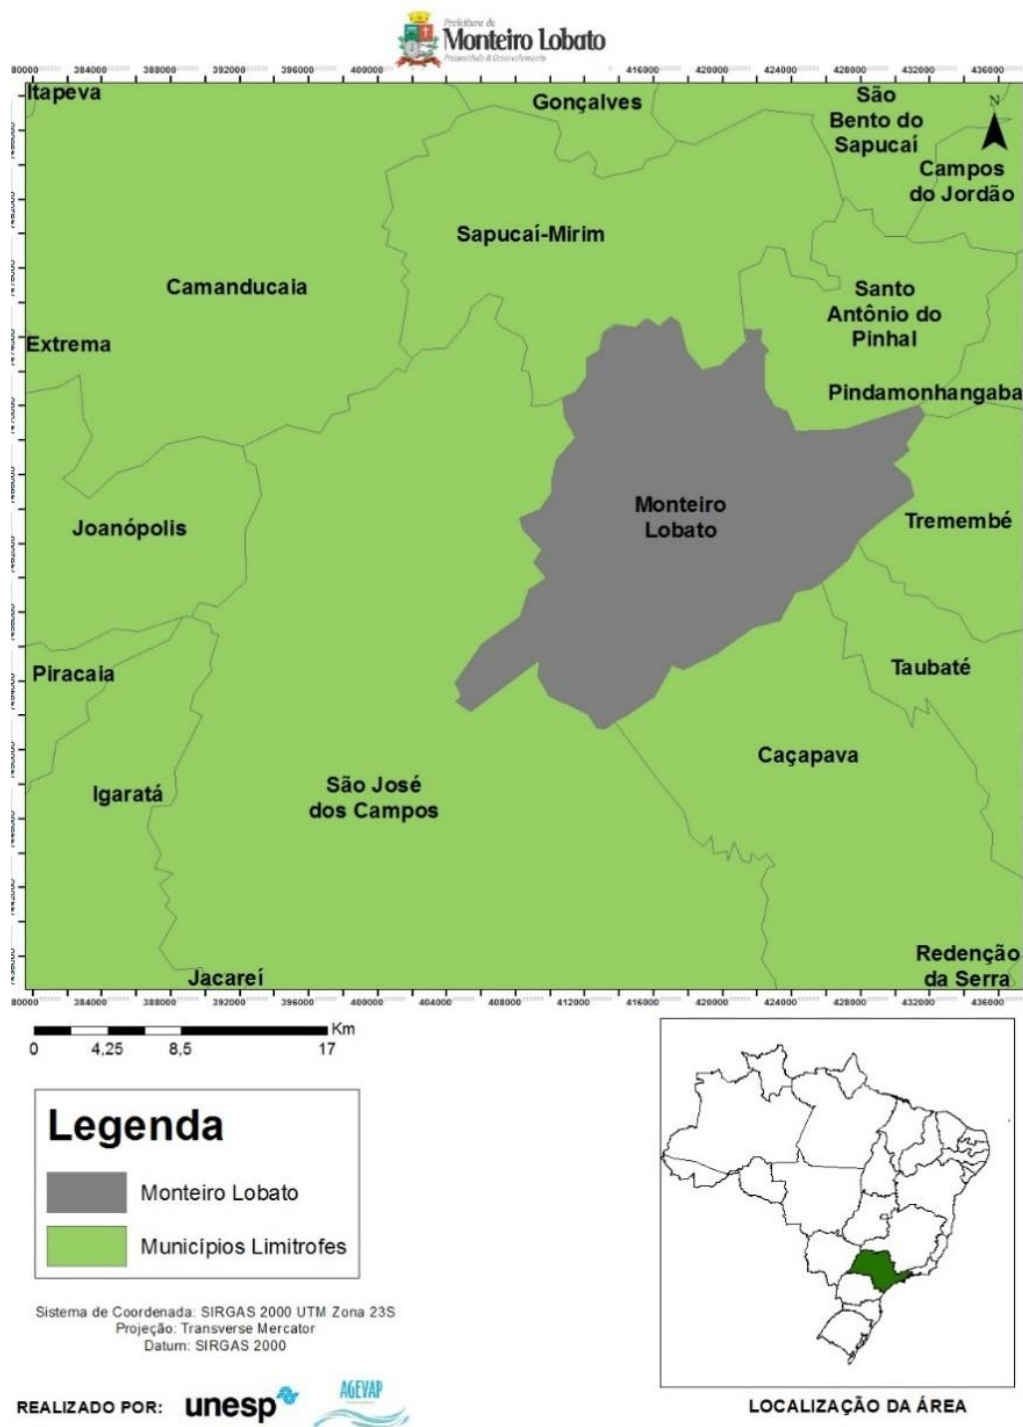 Prefeitura de
Monteiro Lobato
Prosperidade & Desenvolvimento
80000 384000 388000 392000 396000 400000 416000 420000 424000 428000 432000 436000
Itapeva
Gonçalves
São
Bento do
Sapucaí
N
Campos
do Jordão
Sapucaí-Mirim
Camanducaia
Santo
Antônio do
Pinhal
Extrema
Pindamonhangaba
Monteiro
Lobato
Joanópolis
Tremembé
Piracaia
Taubaté
Caçapava
Igaratá
São José
dos Campos
Redenção
da Serra
Jacareí
80000 384000 388000 392000 396000 400000 404000 408000 412000 416000 420000 424000 428000 432000 436000
Km
0 4,25 8,5 17
Legenda
Monteiro Lobato
Municípios Limitrofes
Sistema de Coordenada: SIRGAS 2000 UTM Zona 23S
Projeção: Transverse Mercator
Datum: SIRGAS 2000
REALIZADO POR: unesp AGEVAP
LOCALIZAÇÃO DA ÁREA